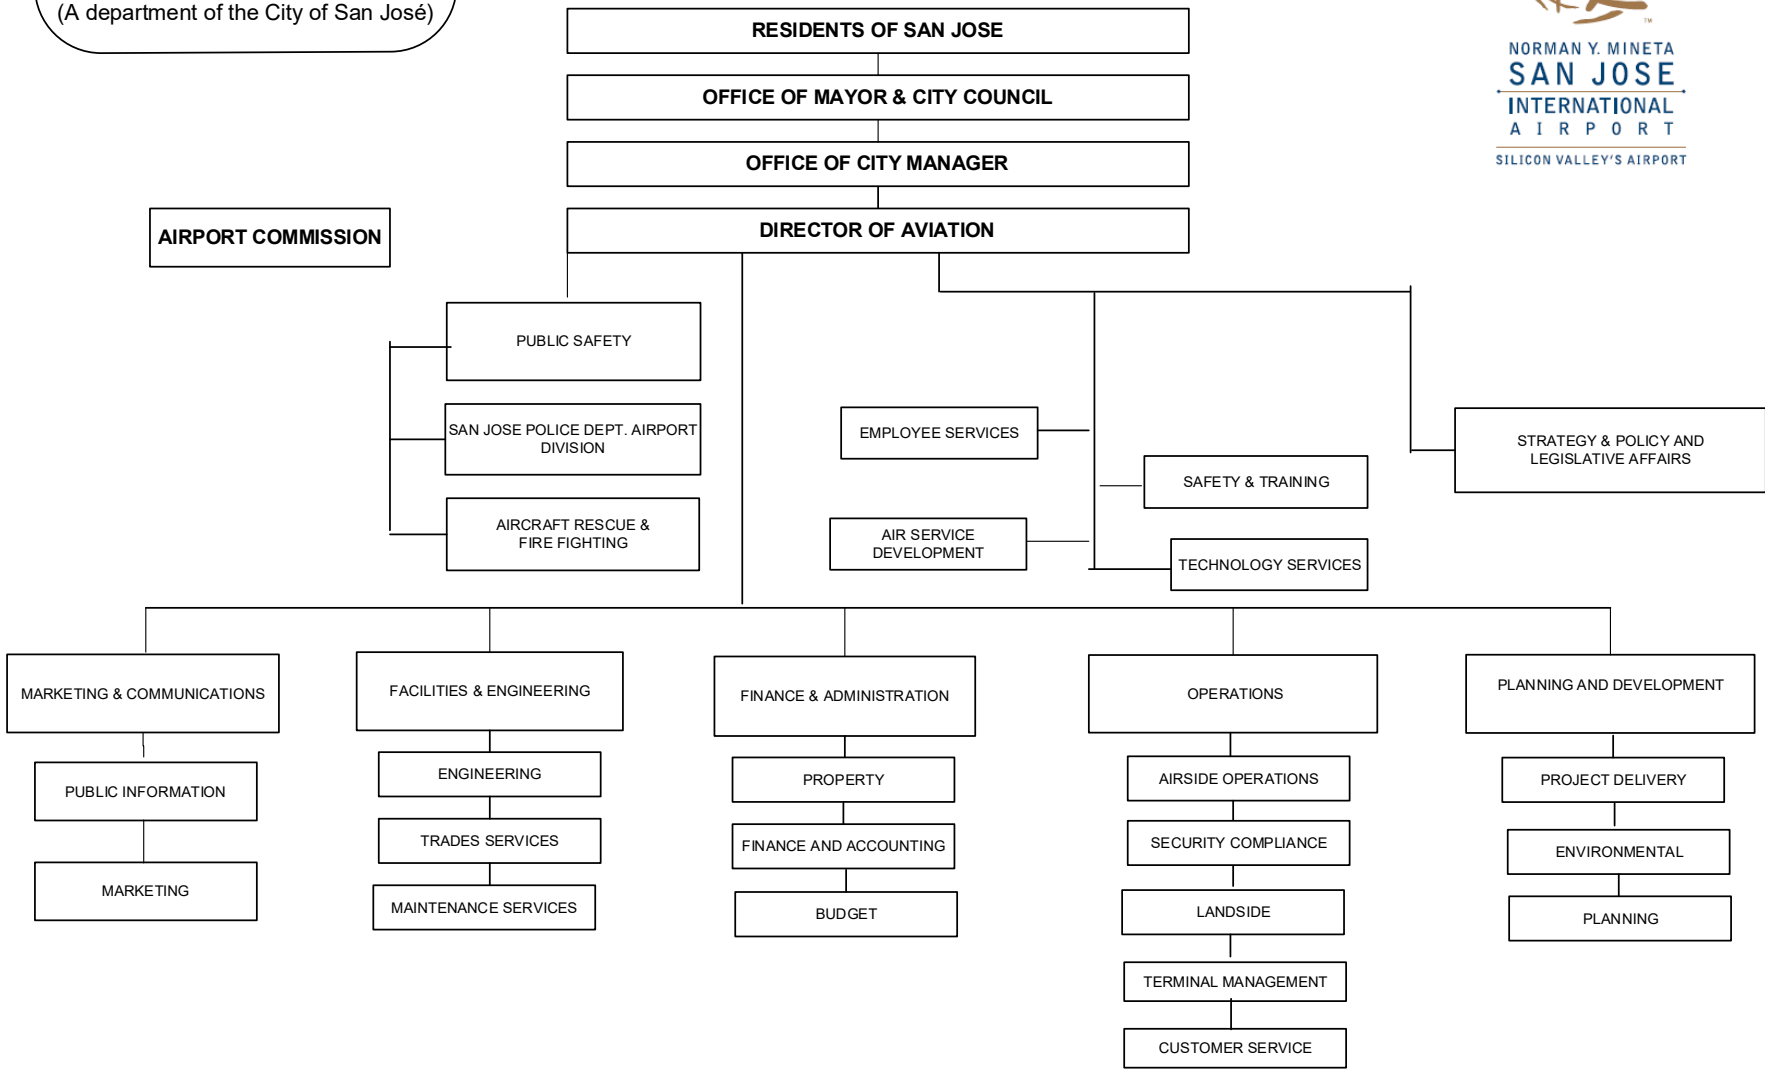 (A department of the City of San José)
RESIDENTS OF SAN JOSE
OFFICE OF MAYOR & CITY COUNCIL
OFFICE OF CITY MANAGER
DIRECTOR OF AVIATION
TM
NORMAN Y. MINETA
SAN JOSE
INTERNATIONAL
AIRPORT
SILICON VALLEY'S AIRPORT
AIRPORT COMMISSION
PUBLIC SAFETY
SAN JOSE POLICE DEPT. AIRPORT
DIVISION
AIRCRAFT RESCUE &
FIRE FIGHTING
EMPLOYEE SERVICES
AIR SERVICE
DEVELOPMENT
SAFETY & TRAINING
TECHNOLOGY SERVICES
STRATEGY & POLICY AND
LEGISLATIVE AFFAIRS
MARKETING & COMMUNICATIONS
PUBLIC INFORMATION
MARKETING
FACILITIES & ENGINEERING
ENGINEERING
TRADES SERVICES
MAINTENANCE SERVICES
FINANCE & ADMINISTRATION
PROPERTY
FINANCE AND ACCOUNTING
BUDGET
OPERATIONS
AIRSIDE OPERATIONS
SECURITY COMPLIANCE
LANDSIDE
TERMINAL MANAGEMENT
CUSTOMER SERVICE
PLANNING AND DEVELOPMENT
PROJECT DELIVERY
ENVIRONMENTAL
PLANNING